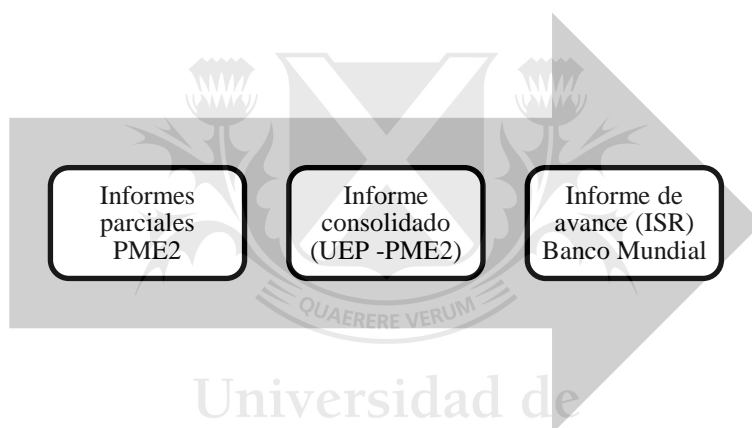 Informes
parciales
PME2
Informe
consolidado
(UEP -PME2)
Informe de
avance (ISR)
Banco Mundial
QUAERERE VERUM
Universidad de